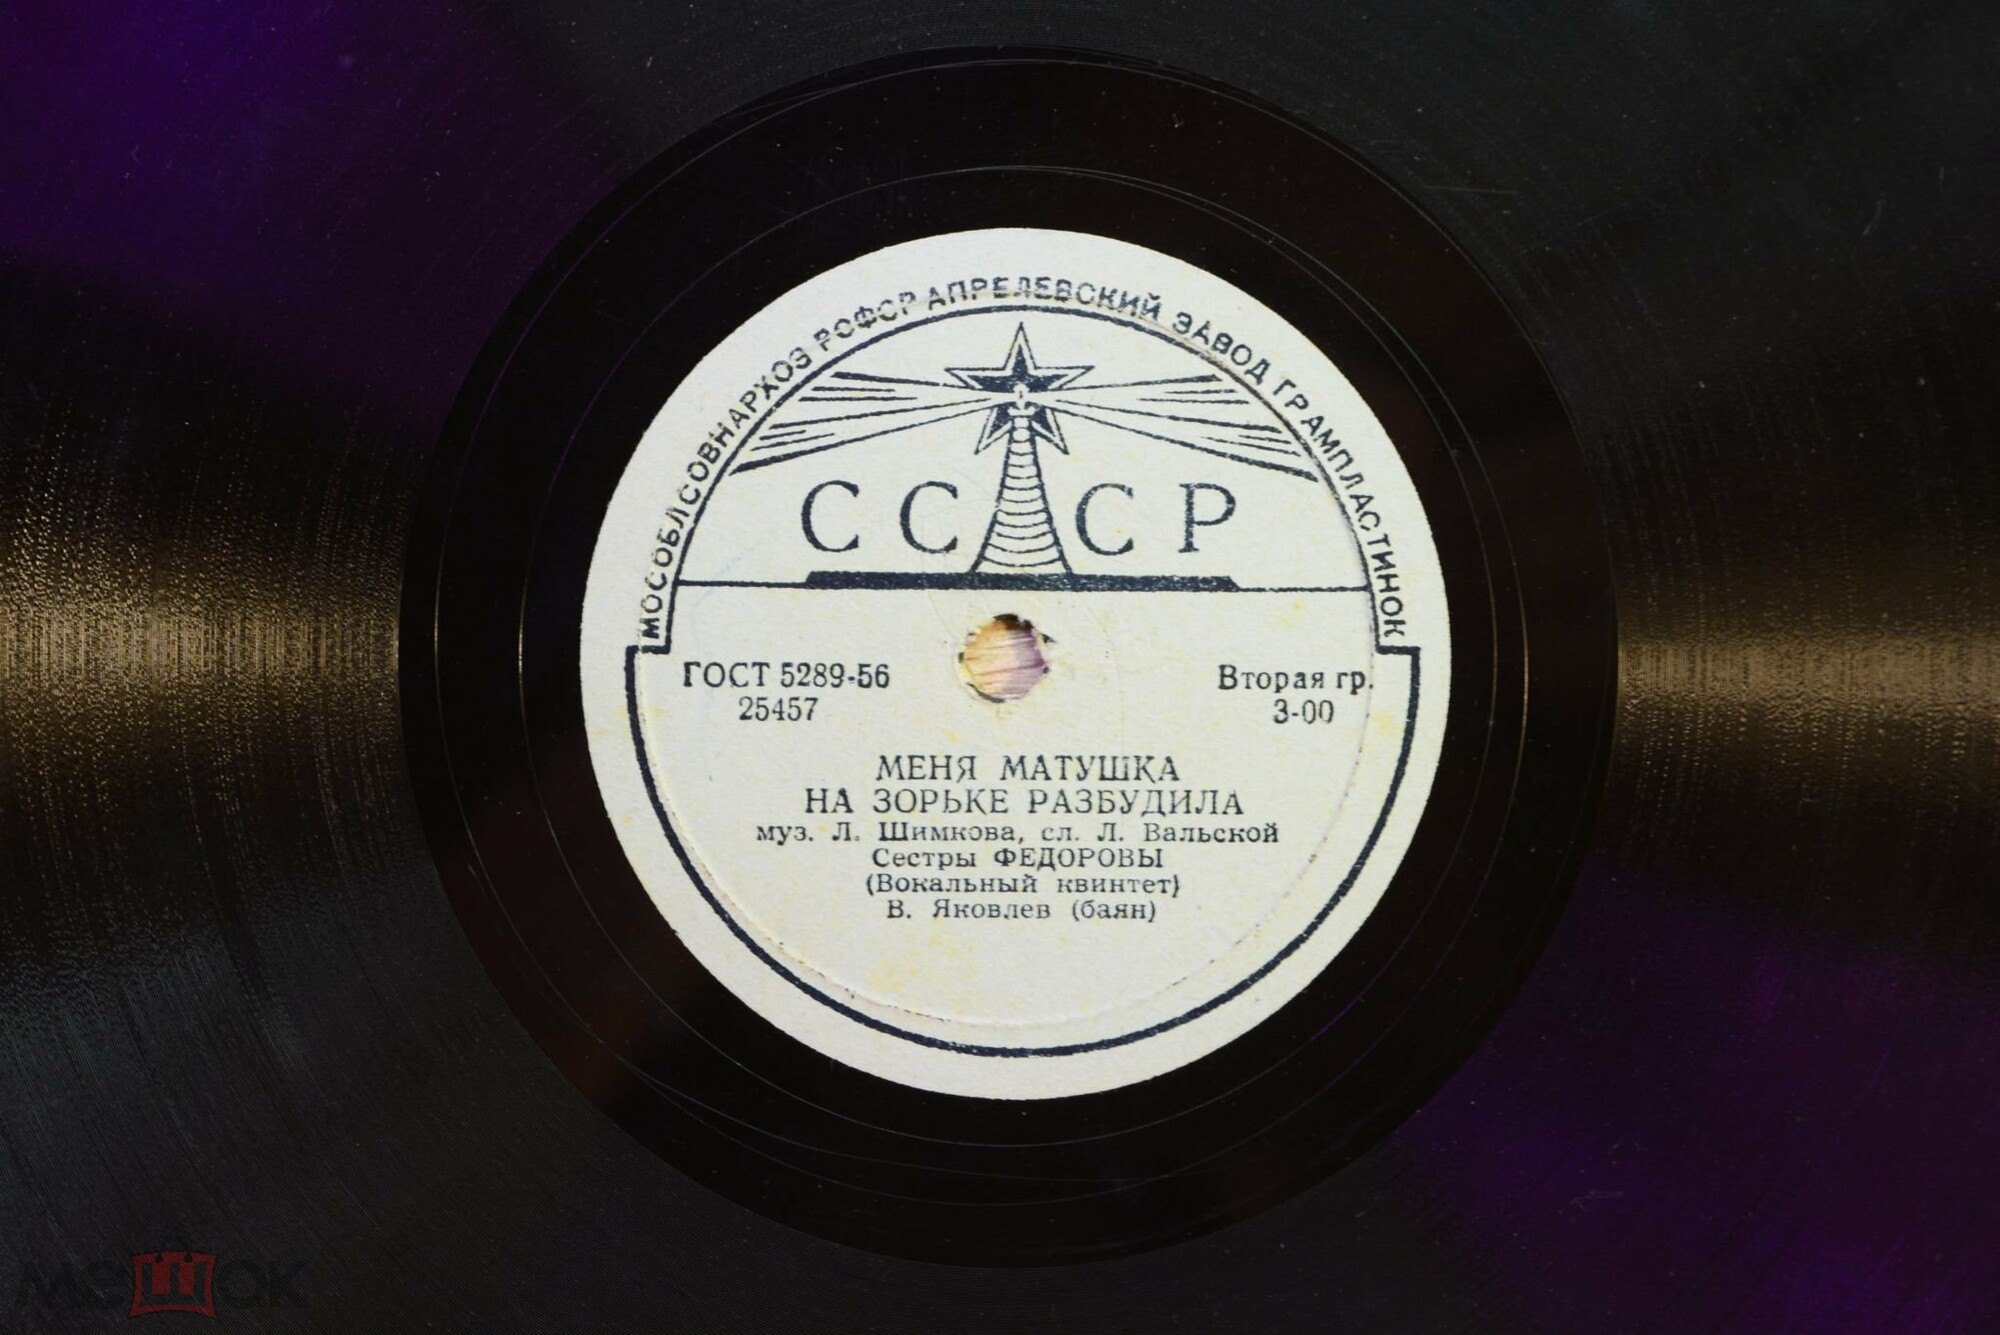 МОСОБЛСОВНАРХОЗ РСФСР АПРЕЛЕВСКИЙ ЗАВОД ГРАМПЛАСТИНОК
СССР
ГОСТ 5289-56
25457
Вторая гр.
3-00
МЕНЯ МАТУШКА
НА ЗОРЬКЕ РАЗБУДИЛА
муз. Л. Шимкова, сл. Л. Вальской
Сестры ФЕДОРОВЫ
(Вокальный квинтет)
В. Яковлев (баян)
мешок